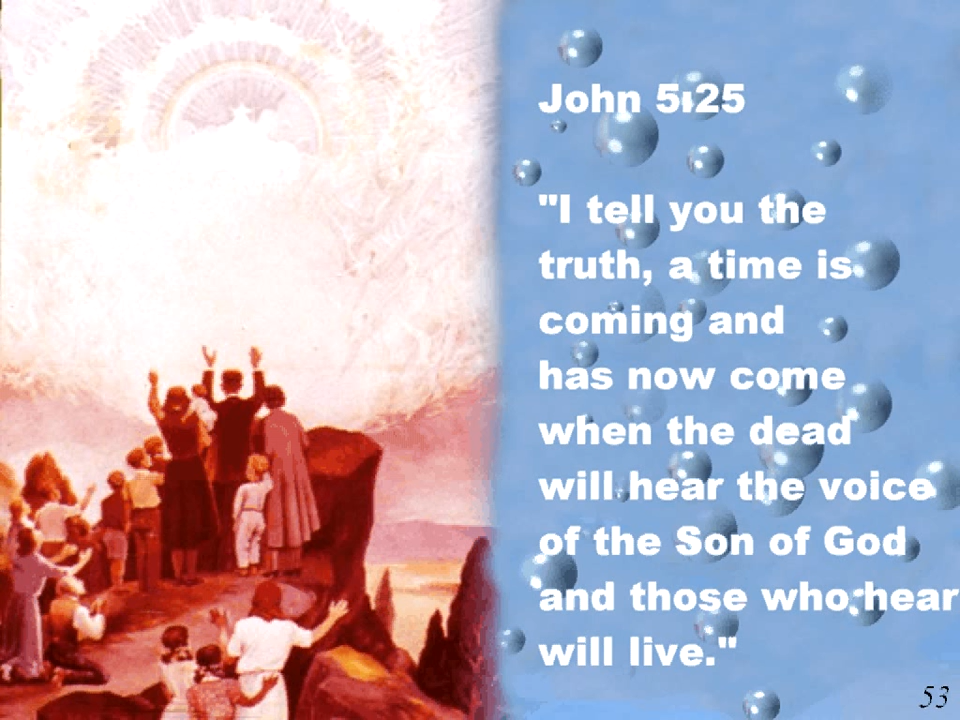 John 5:25
"I tell you the
truth, a time is
coming and
has now come
when the dead
will hear the voice
of the Son of God
and those who hear
will live."
53